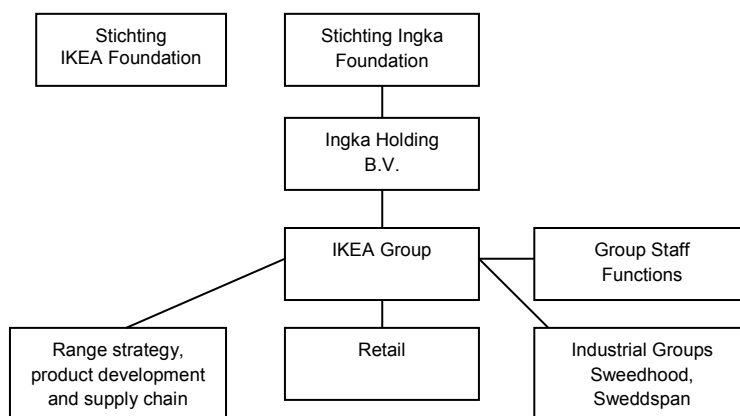 Stichting
IKEA Foundation
Stichting Ingka
Foundation
Ingka Holding
B.V.
IKEA Group
Group Staff
Functions
Range strategy,
product development
and supply chain
Retail
Industrial Groups
Sweedhood,
Sweddspan